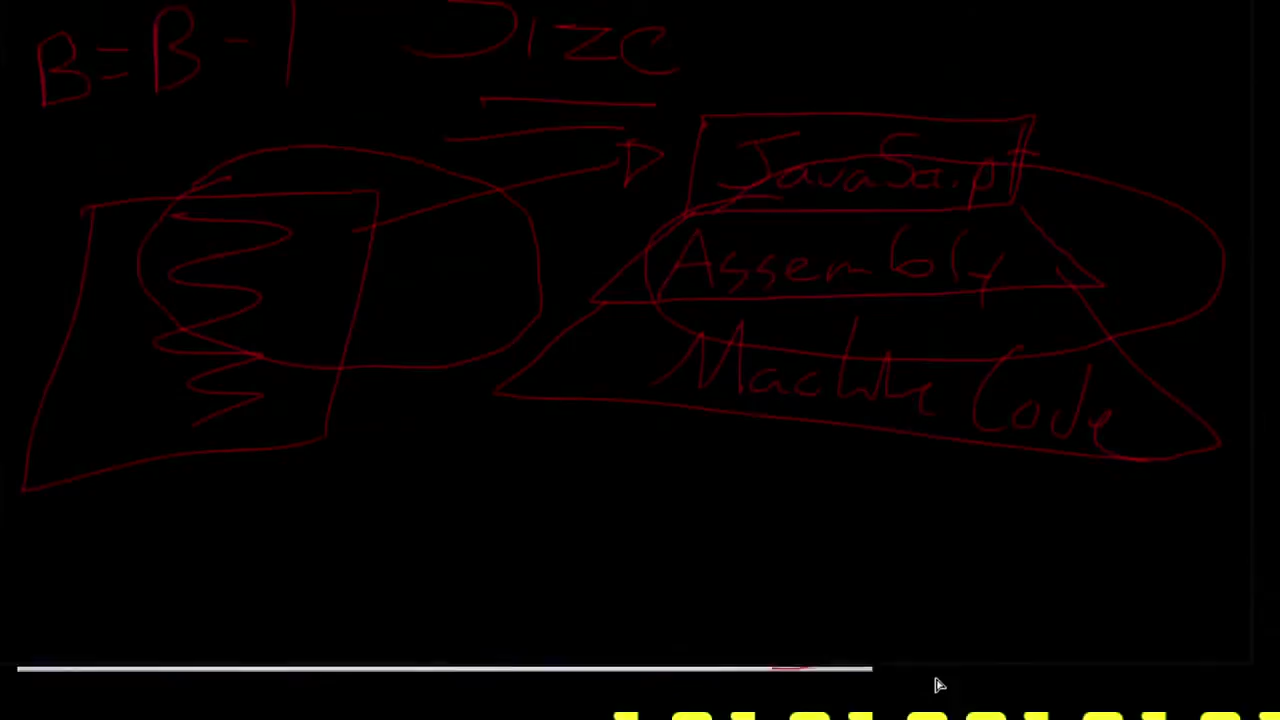 B = B - 1
Size
JavaScript
Assembly
Machine Code